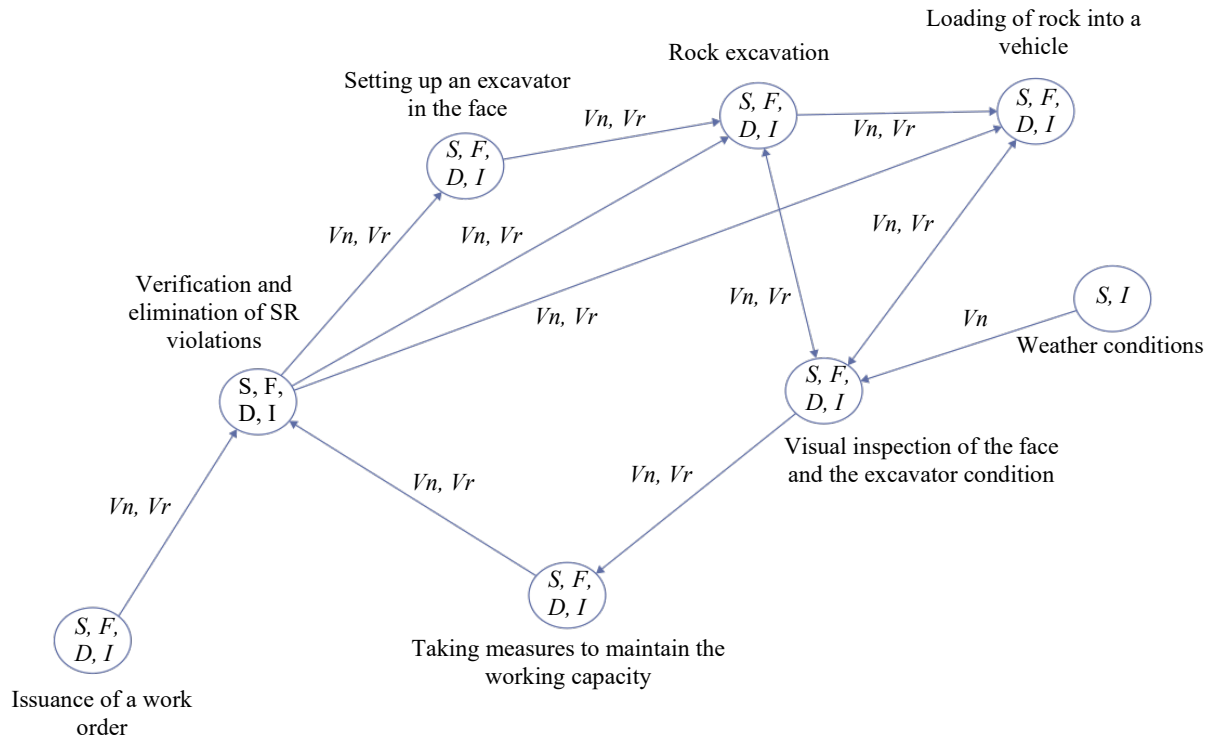 Loading of rock into a
vehicle
Rock excavation
Setting up an excavator
in the face
S, F,
D, I
Vn, Vr
S, F,
D, I
Vn, Vr
S, F,
D, I
Vn, Vr
Vn, Vr
Vn, Vr
Verification and
elimination of SR
violations
Vn, Vr
Vn, Vr
S, I
Vn
Weather conditions
S, F,
D, I
S, F,
D, I
Visual inspection of the face
and the excavator condition
Vn, Vr
Vn, Vr
Vn, Vr
S, F,
D, I
Taking measures to maintain the
working capacity
S, F,
D, I
Issuance of a work
order